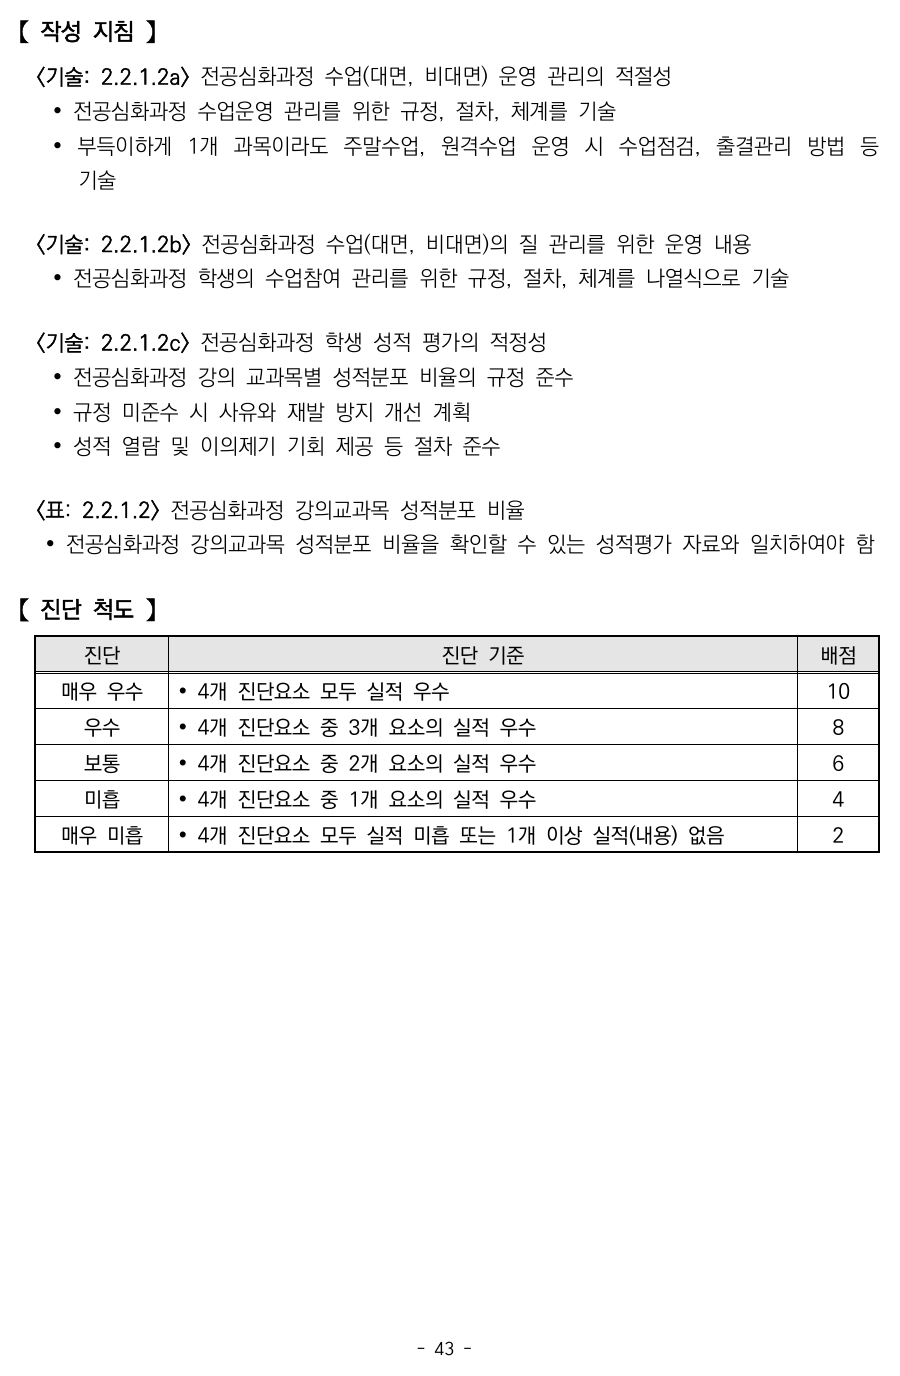 【 작성 지침 】
<기술: 2.2.1.2a> 전공심화과정 수업(대면, 비대면) 운영 관리의 적절성
• 전공심화과정 수업운영 관리를 위한 규정, 절차, 체계를 기술
• 부득이하게 1개 과목이라도 주말수업, 원격수업 운영 시 수업점검, 출결관리 방법 등
기술
<기술: 2.2.1.2b> 전공심화과정 수업(대면, 비대면)의 질 관리를 위한 운영 내용
• 전공심화과정 학생의 수업참여 관리를 위한 규정, 절차, 체계를 나열식으로 기술
<기술: 2.2.1.2c> 전공심화과정 학생 성적 평가의 적정성
• 전공심화과정 강의 교과목별 성적분포 비율의 규정 준수
• 규정 미준수 시 사유와 재발 방지 개선 계획
• 성적 열람 및 이의제기 기회 제공 등 절차 준수
<표: 2.2.1.2> 전공심화과정 강의교과목 성적분포 비율
• 전공심화과정 강의교과목 성적분포 비율을 확인할 수 있는 성적평가 자료와 일치하여야 함
【 진단 척도 】
진단 진단 기준 배점
매우 우수 • 4개 진단요소 모두 실적 우수 10
우수 • 4개 진단요소 중 3개 요소의 실적 우수 8
보통 • 4개 진단요소 중 2개 요소의 실적 우수 6
미흡 • 4개 진단요소 중 1개 요소의 실적 우수 4
매우 미흡 • 4개 진단요소 모두 실적 미흡 또는 1개 이상 실적(내용) 없음 2
- 43 -